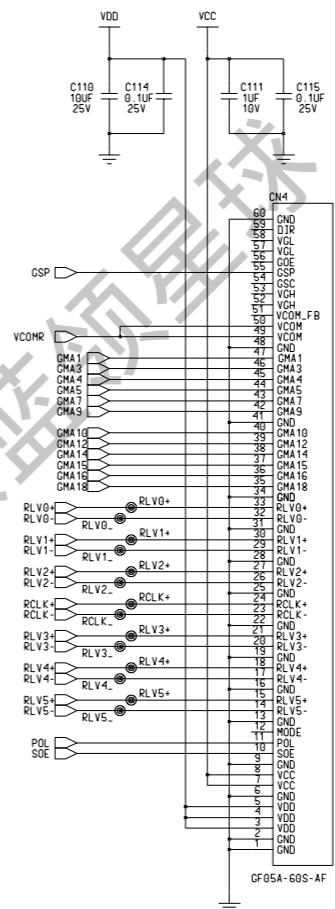 VDD
VCC
C110
10UF
25V
C114
0.1UF
25V
C111
1UF
10V
C115
0.1UF
25V
CN4
60 GND
59 DIR
58 VGL
57 VGL
56 GOE
GSP 55 GSP
54 GSC
53 VGH
52 VGH
51 VCOM_FB
50 VCOM
VCOMR 49 VCOM
48 GND
GMA1 47 GMA1
GMA3 46 GMA3
GMA4 45 GMA4
GMA5 44 GMA5
GMA7 43 GMA7
GMA9 42 GMA9
41 GND
GMA10 40 GMA10
GMA12 39 GMA12
GMA14 38 GMA14
GMA15 37 GMA15
GMA16 36 GMA16
GMA18 35 GMA18
34 GND
RLV0+ RLV0+ 33 RLV0+
RLV0- RLV0_ 32 RLV0-
31 GND
RLV1+ RLV1+ 30 RLV1+
RLV1- RLV1_ 29 RLV1-
28 GND
RLV2+ RLV2+ 27 RLV2+
RLV2- RLV2_ 26 RLV2-
25 GND
RCLK+ RCLK+ 24 RCLK+
RCLK- RCLK_ 23 RCLK-
22 GND
RLV3+ RLV3+ 21 RLV3+
RLV3- RLV3_ 20 RLV3-
19 GND
RLV4+ RLV4+ 18 RLV4+
RLV4- RLV4_ 17 RLV4-
16 GND
RLV5+ RLV5+ 15 RLV5+
RLV5- RLV5_ 14 RLV5-
13 GND
12 MODE
POL 11 POL
SOE 10 SOE
9 GND
8 VCC
7 VCC
6 GND
5 VDD
4 VDD
3 VDD
2 GND
1 GND
GF05A-60S-AF
蓝领星球